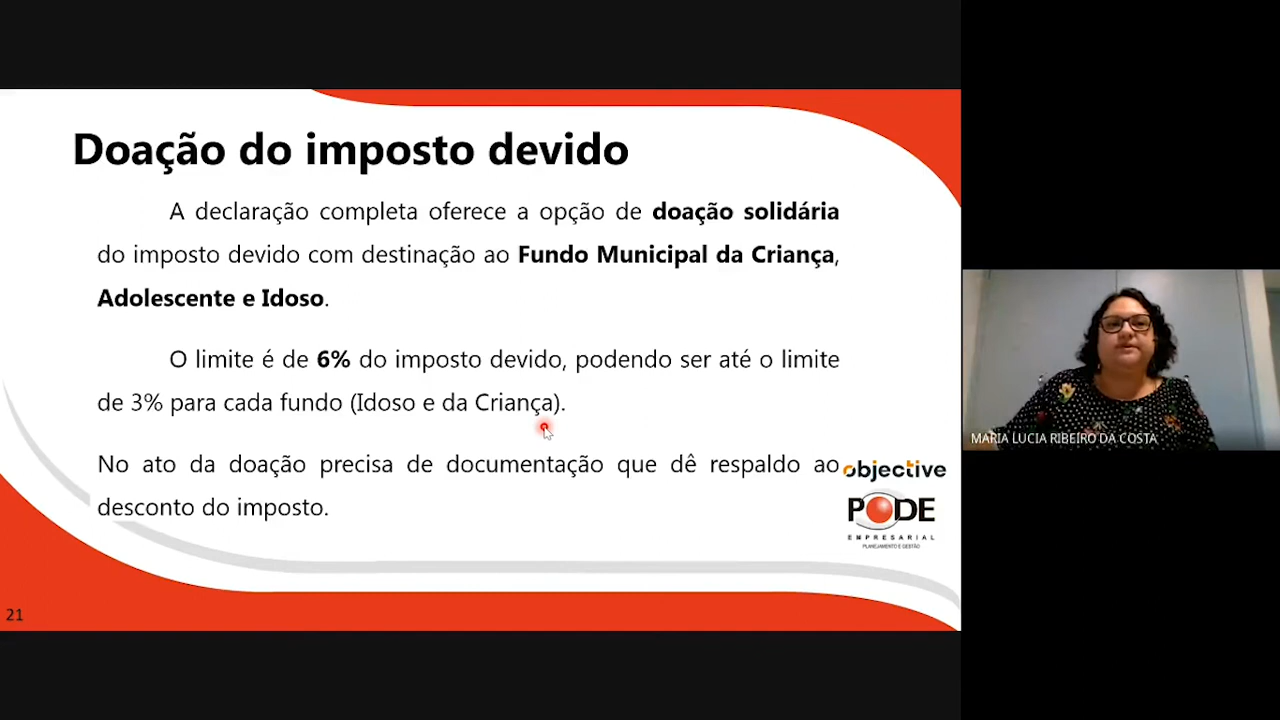 Doação do imposto devido
A declaração completa oferece a opção de doação solidária
do imposto devido com destinação ao Fundo Municipal da Criança,
Adolescente e Idoso.
O limite é de 6% do imposto devido, podendo ser até o limite
de 3% para cada fundo (Idoso e da Criança).
No ato da doação precisa de documentação que dê respaldo ao
desconto do imposto.
objective
PODE
EMPRESARIAL
PLANEJAMENTO E GESTÃO
21
MARIA LUCIA RIBEIRO DA COSTA